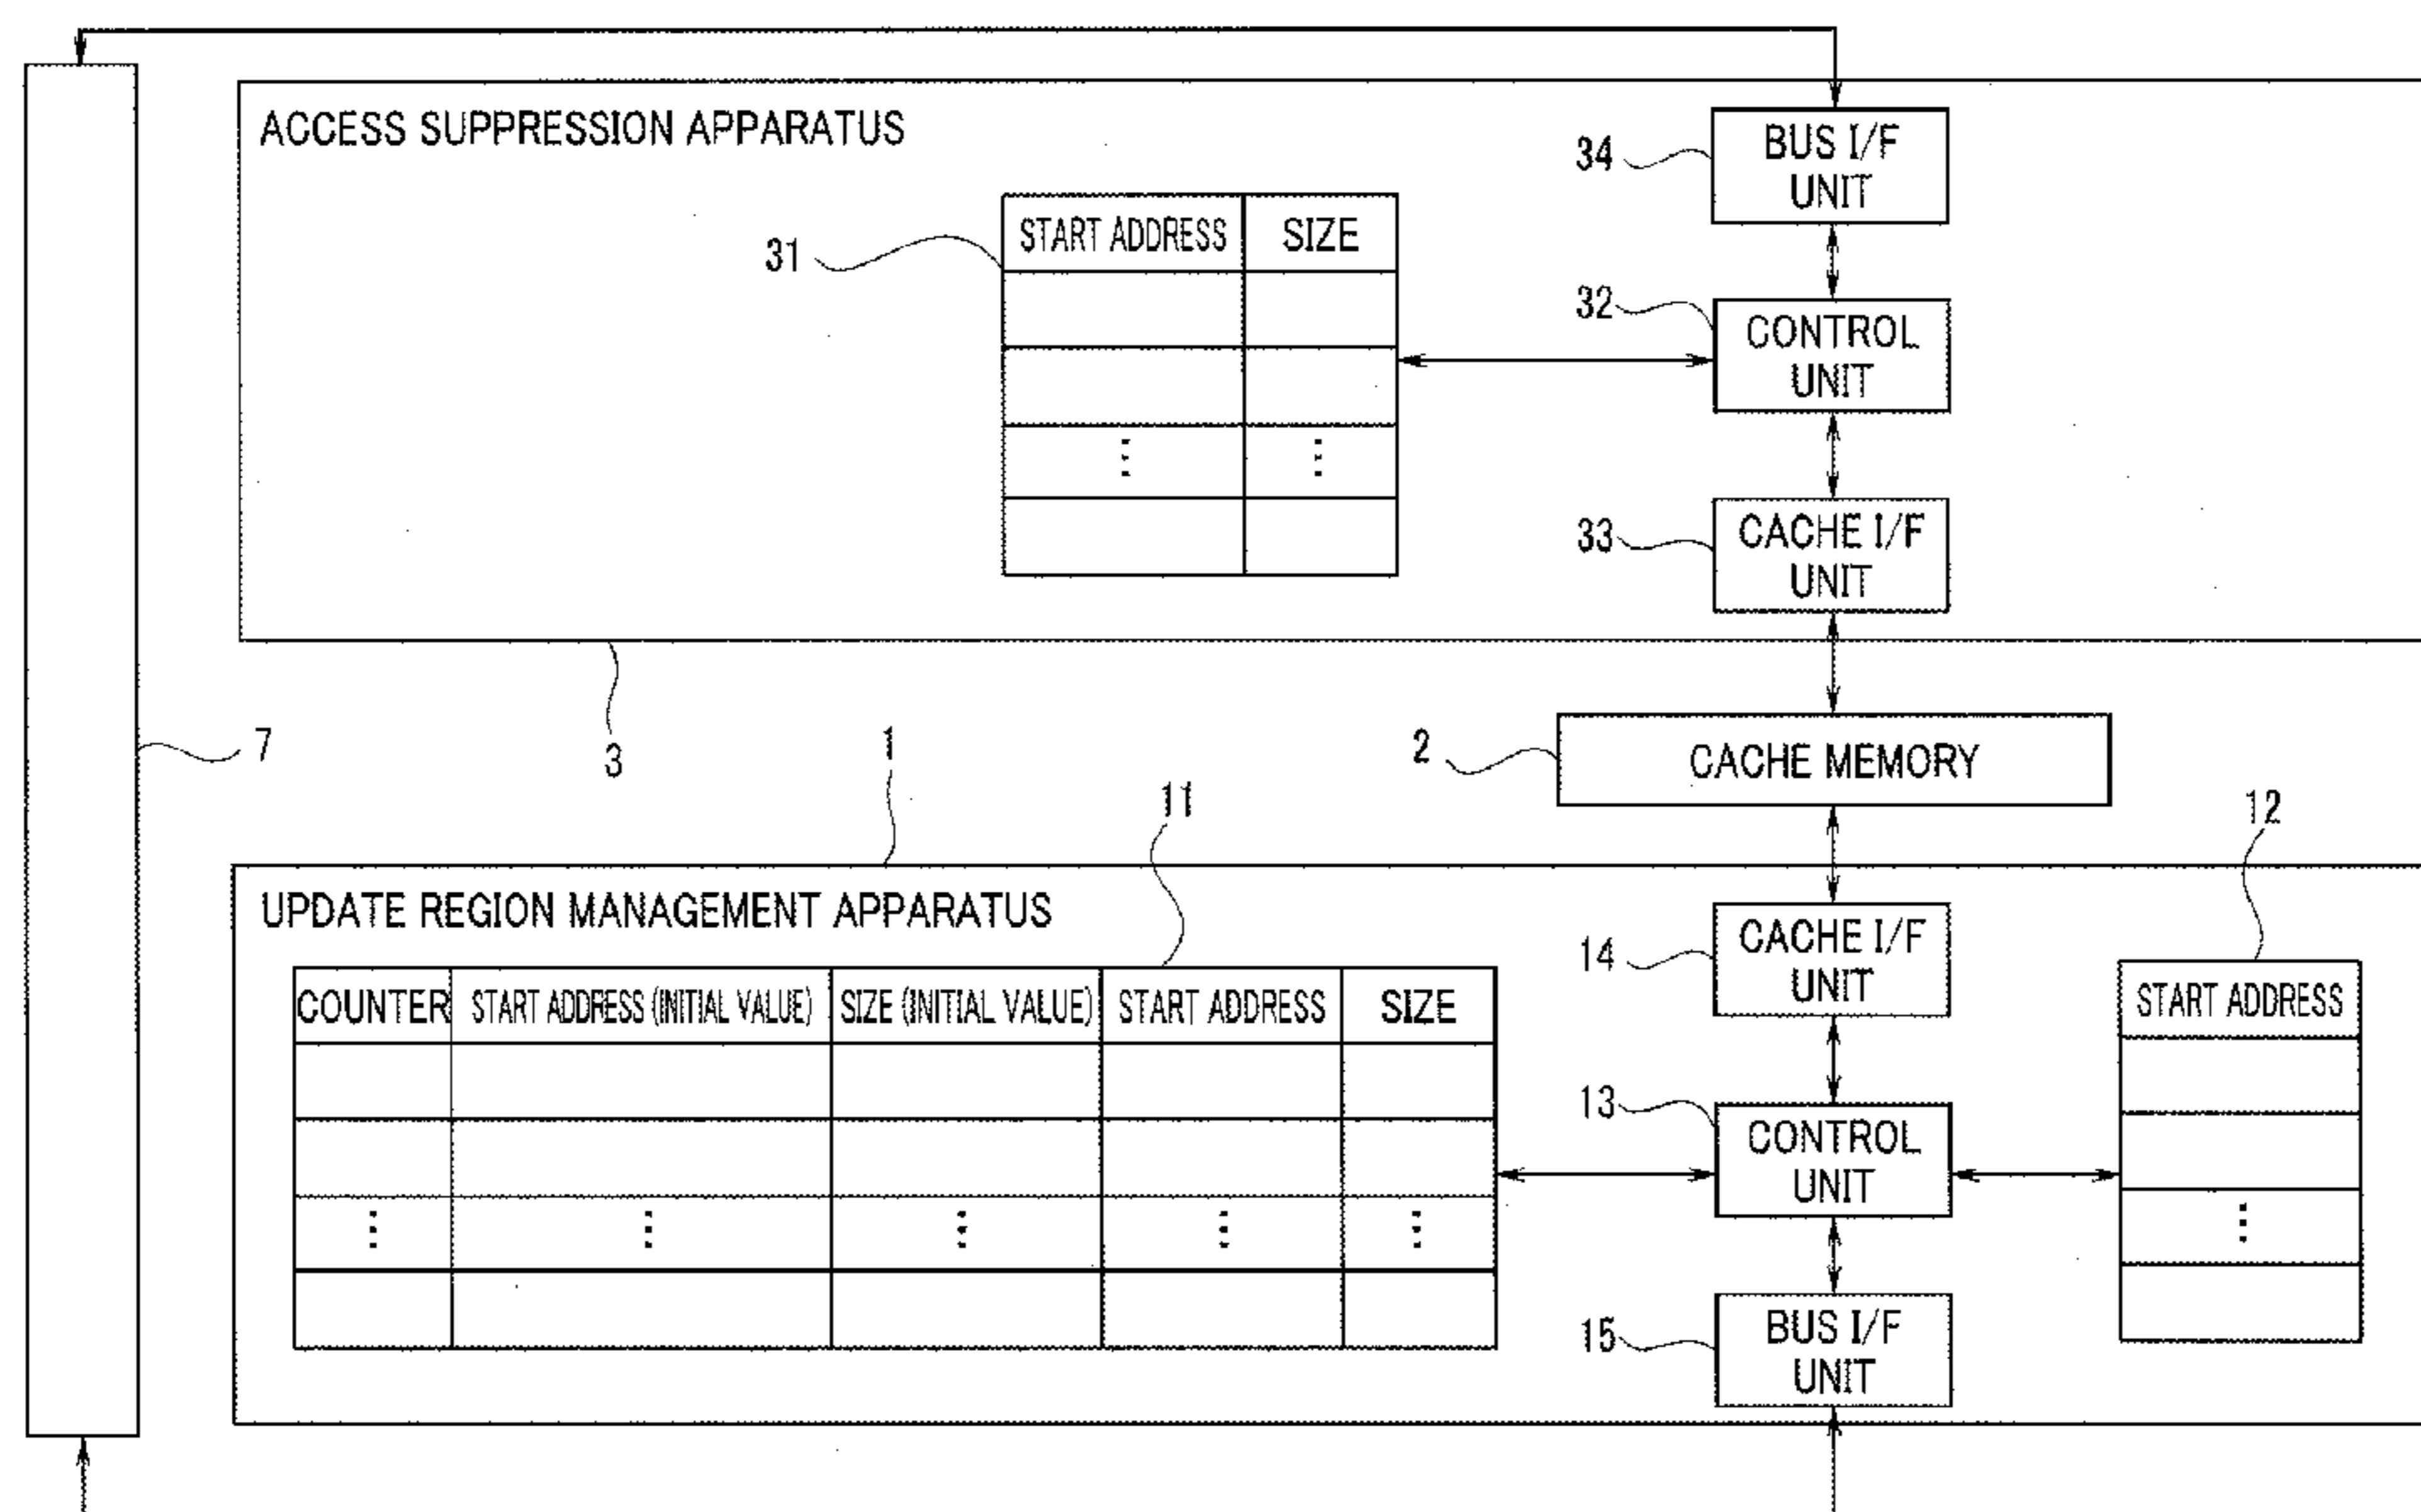 ACCESS SUPPRESSION APPARATUS
34
BUS I/F
UNIT
31
START ADDRESS
SIZE
32
CONTROL
UNIT
33
CACHE I/F
UNIT
7
3
1
2
CACHE MEMORY
11
12
UPDATE REGION MANAGEMENT APPARATUS
14
CACHE I/F
UNIT
COUNTER
START ADDRESS (INITIAL VALUE)
SIZE (INITIAL VALUE)
START ADDRESS
SIZE
START ADDRESS
13
CONTROL
UNIT
15
BUS I/F
UNIT